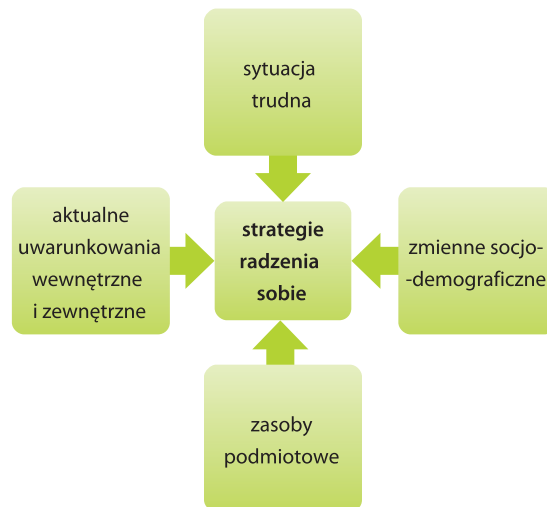 sytuacja
trudna
aktualne
uwarunkowania
wewnętrzne
i zewnętrzne
strategie
radzenia
sobie
zmienne socjo-
-demograficzne
zasoby
podmiotowe